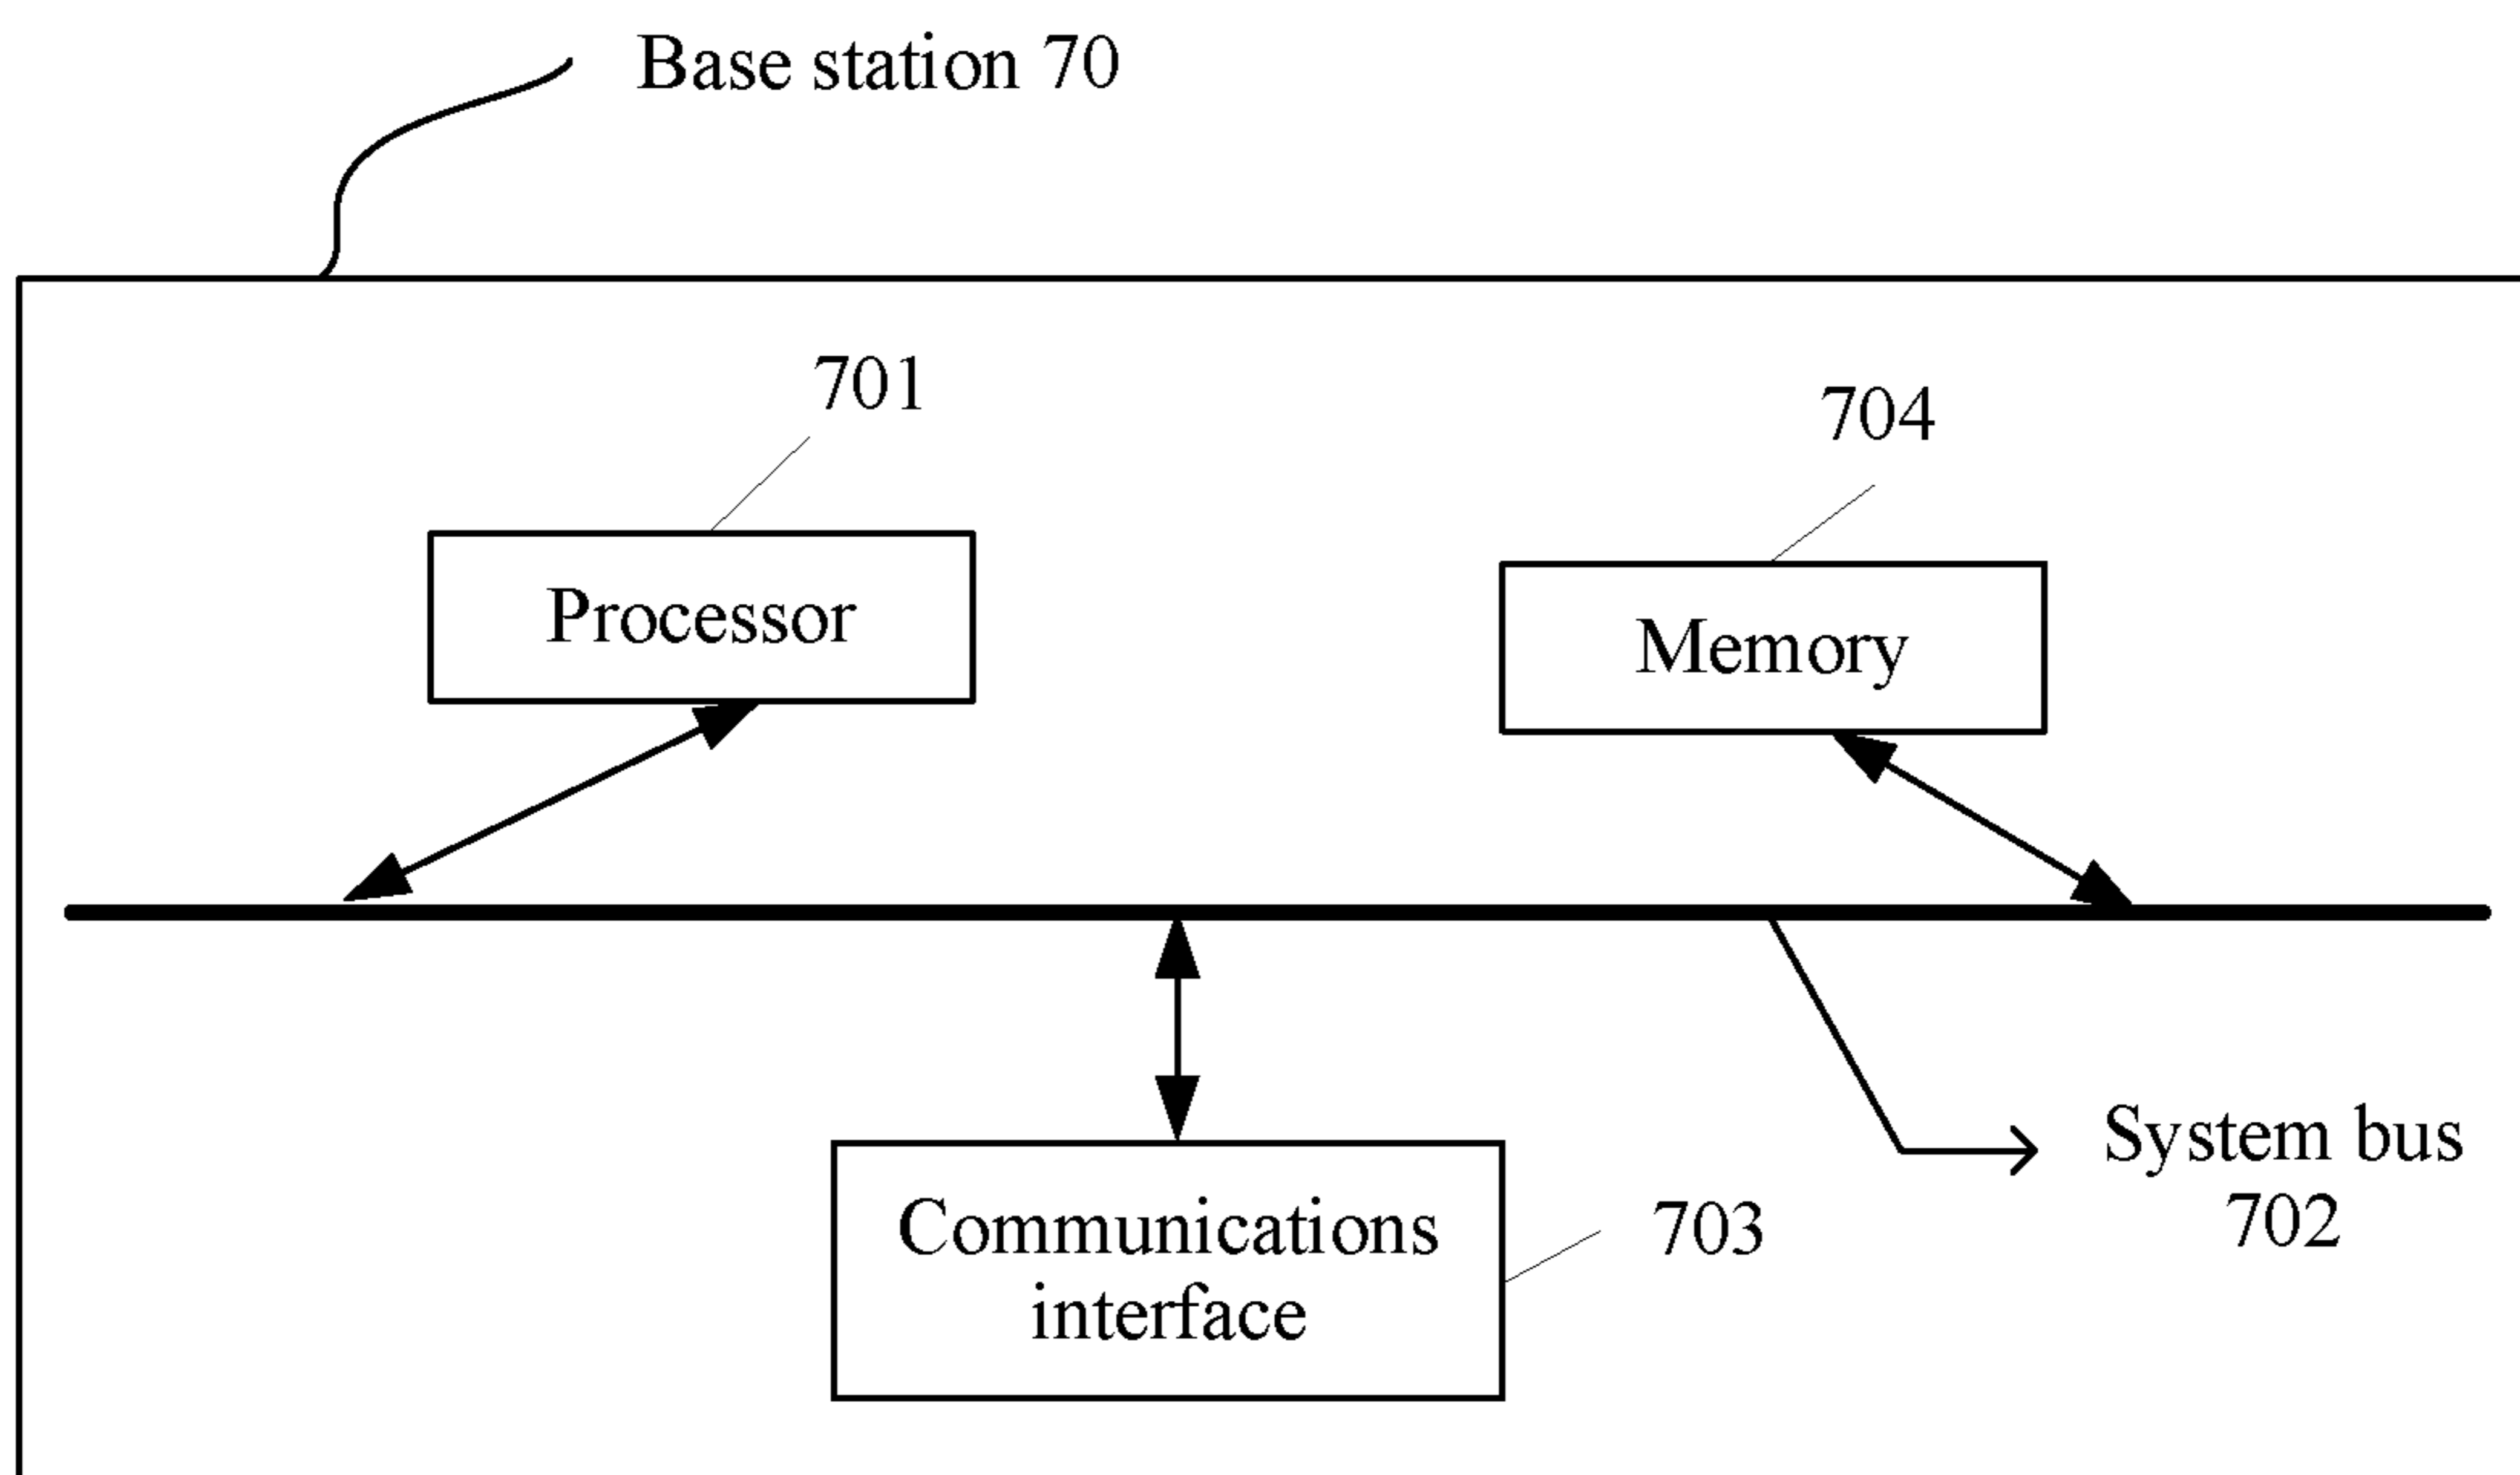 Base station 70
701
704
Processor
Memory
Communications
interface
703
System bus
702